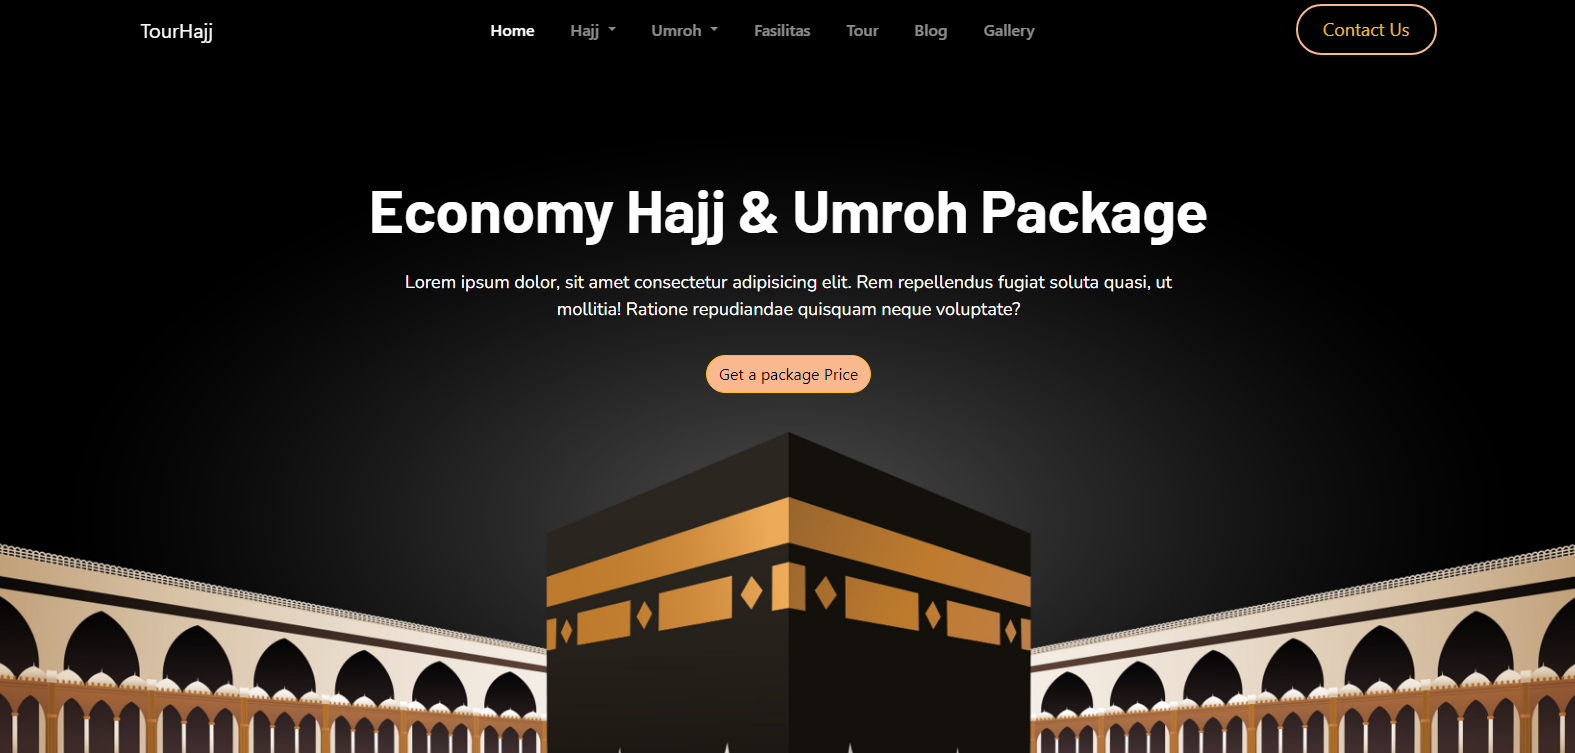 TourHajj
Home Hajj Umroh Fasilitas Tour Blog Gallery
Contact Us
Economy Hajj & Umroh Package
Lorem ipsum dolor, sit amet consectetur adipisicing elit. Rem repellendus fugiat soluta quasi, ut
mollitia! Ratione repudiandae quisquam neque voluptate?
Get a package Price